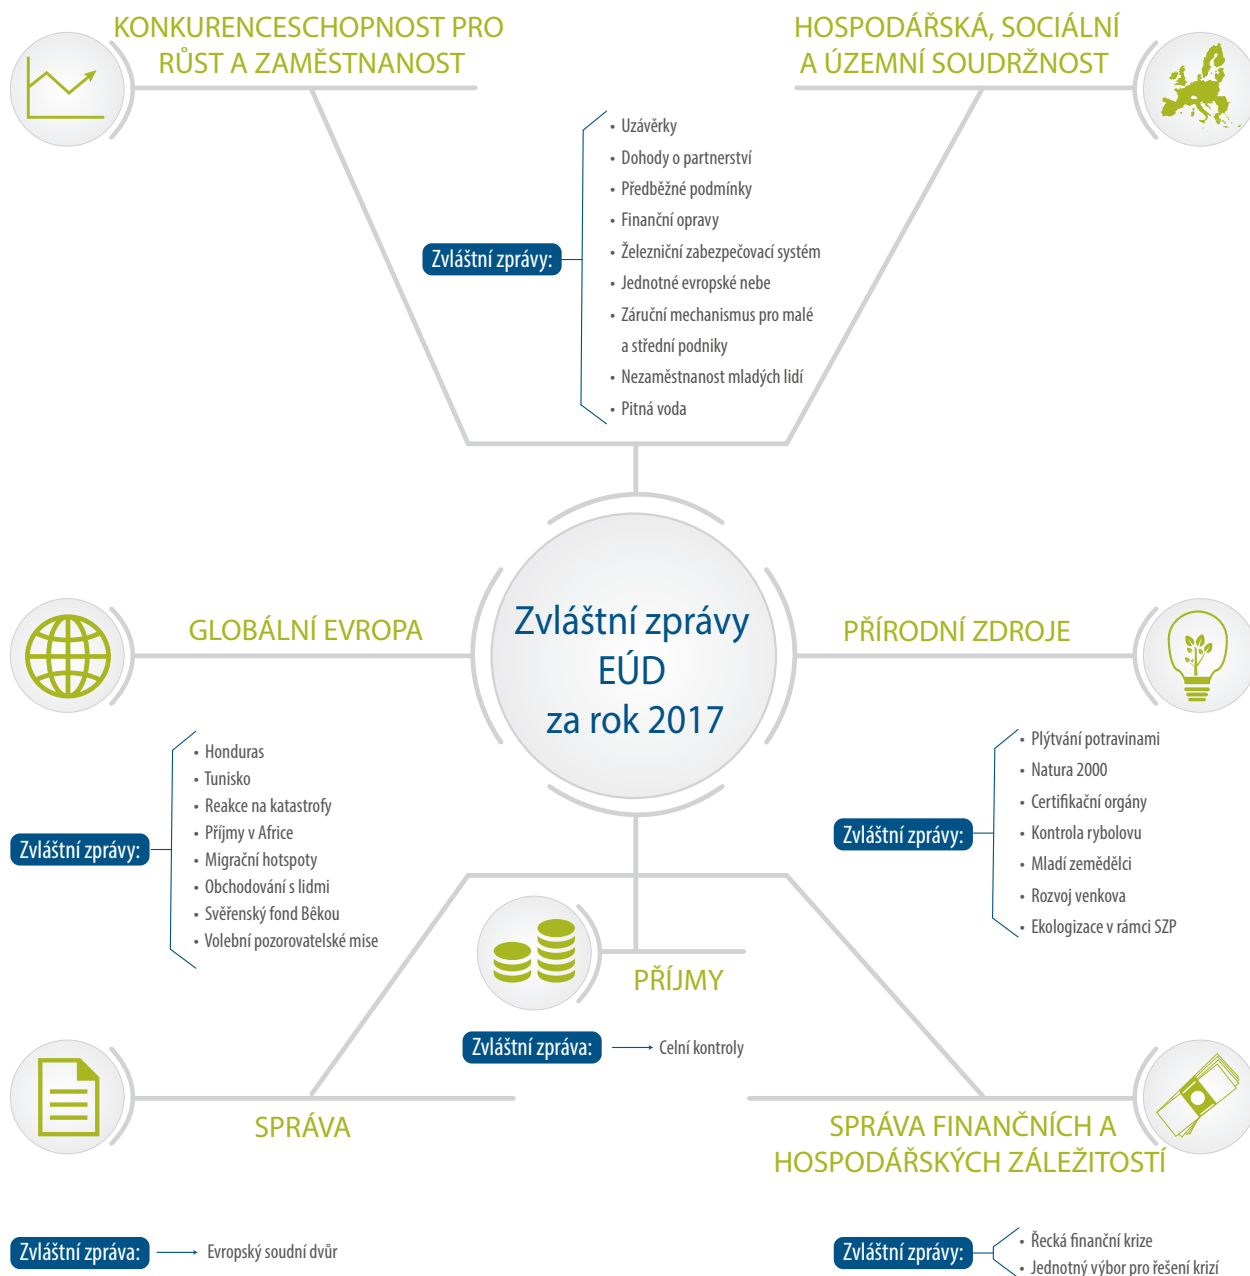 KONKURENCESCHOPNOST PRO
RŮST A ZAMĚSTNANOST
HOSPODÁŘSKÁ, SOCIÁLNÍ
A ÚZEMNÍ SOUDRŽNOST
Zvláštní zprávy:
• Uzávěrky
• Dohody o partnerství
• Předběžné podmínky
• Finanční opravy
• Železniční zabezpečovací systém
• Jednotné evropské nebe
• Záruční mechanismus pro malé
a střední podniky
• Nezaměstnanost mladých lidí
• Pitná voda
Zvláštní zprávy
EÚD
za rok 2017
GLOBÁLNÍ EVROPA
Zvláštní zprávy:
• Honduras
• Tunisko
• Reakce na katastrofy
• Příjmy v Africe
• Migrační hotspoty
• Obchodování s lidmi
• Svěřenský fond Bêkou
• Volební pozorovatelské mise
PŘÍRODNÍ ZDROJE
Zvláštní zprávy:
• Plýtvání potravinami
• Natura 2000
• Certifikační orgány
• Kontrola rybolovu
• Mladí zemědělci
• Rozvoj venkova
• Ekologizace v rámci SZP
PŘÍJMY
Zvláštní zpráva:
Celní kontroly
SPRÁVA
Zvláštní zpráva:
Evropský soudní dvůr
SPRÁVA FINANČNÍCH A
HOSPODÁŘSKÝCH ZÁLEŽITOSTÍ
Zvláštní zprávy:
• Řecká finanční krize
• Jednotný výbor pro řešení krizí